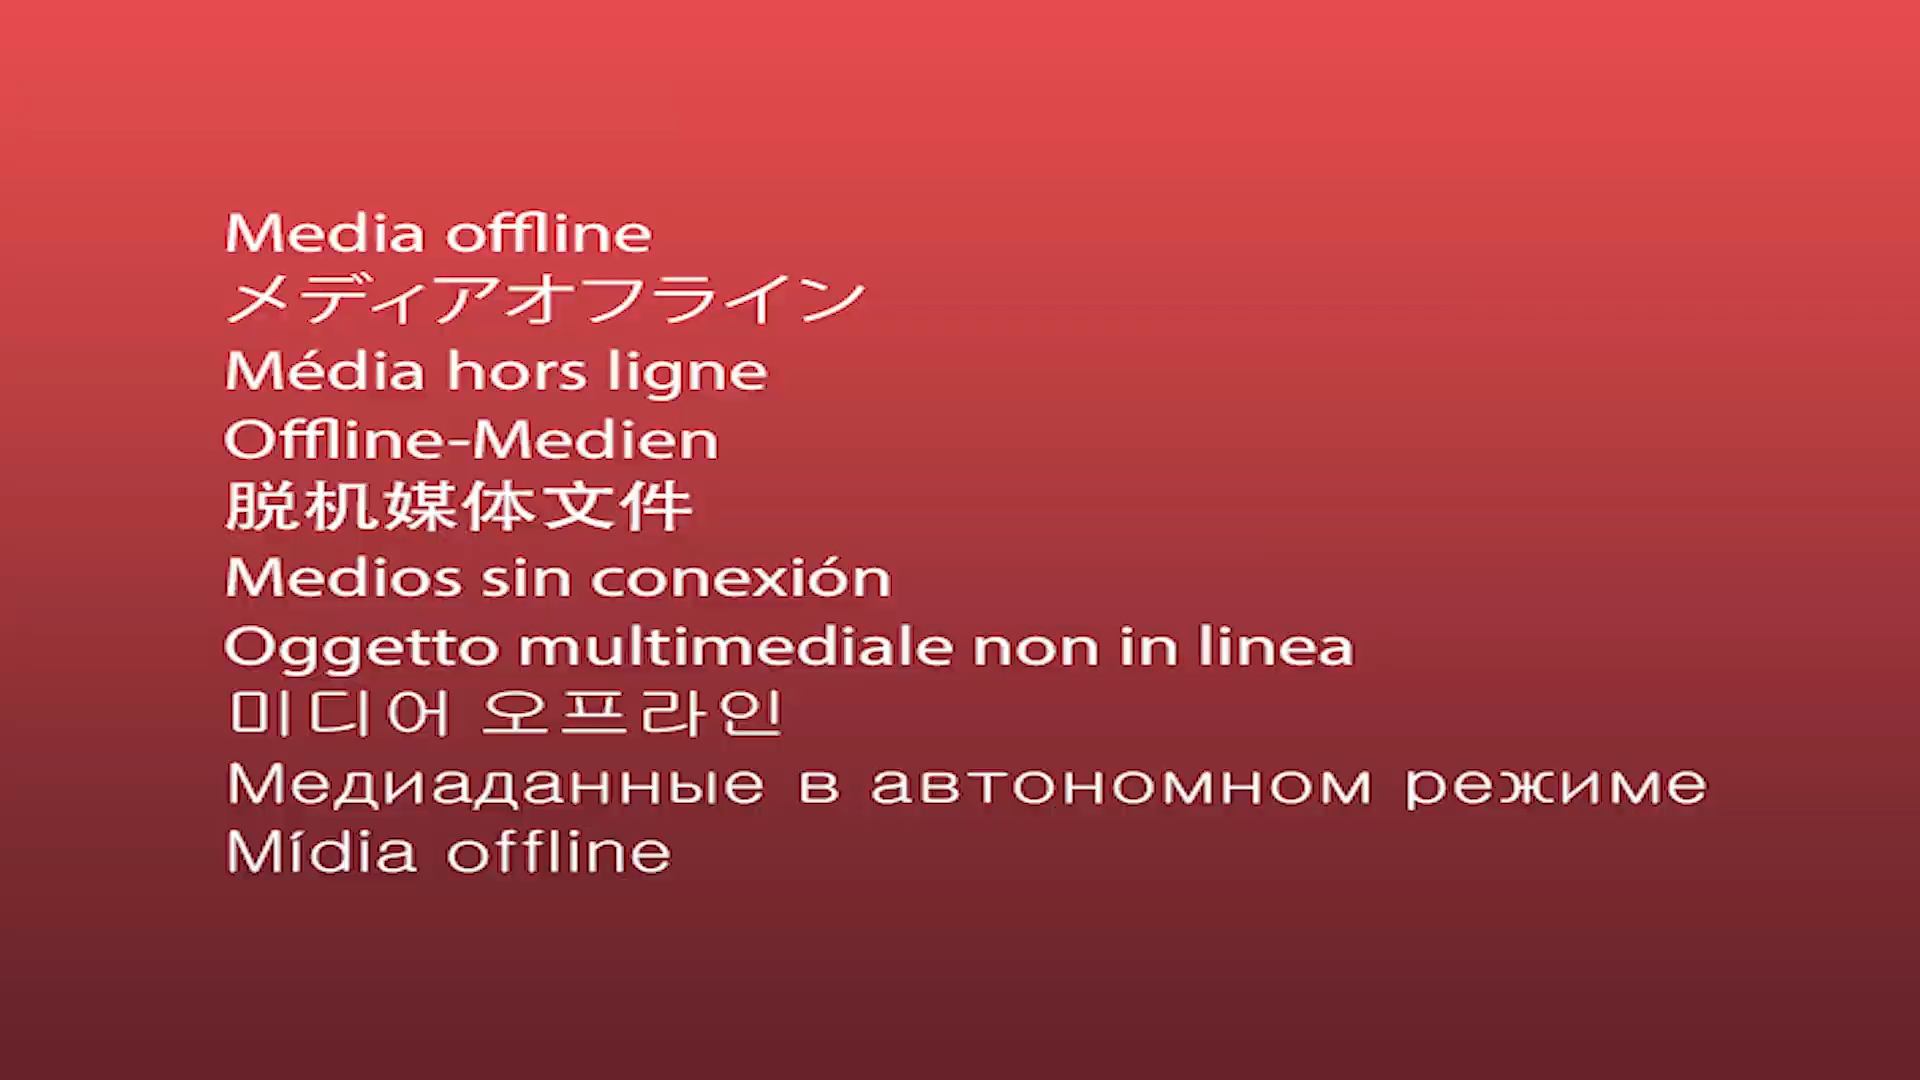 Media offline
メディアオフライン
Média hors ligne
Offline-Medien
脱机媒体文件
Medios sin conexión
Oggetto multimediale non in linea
미디어 오프라인
Медиаданные в автономном режиме
Mídia offline